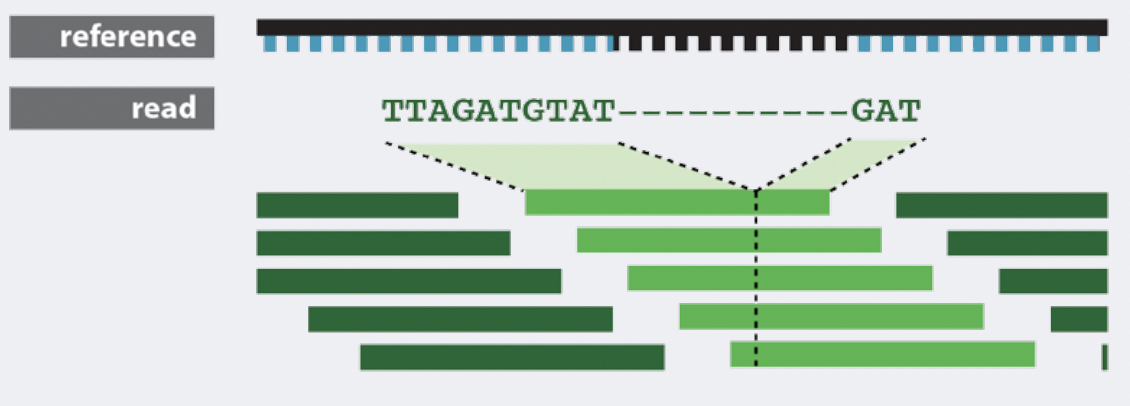 reference
read
TTAGATGTAT----------GAT